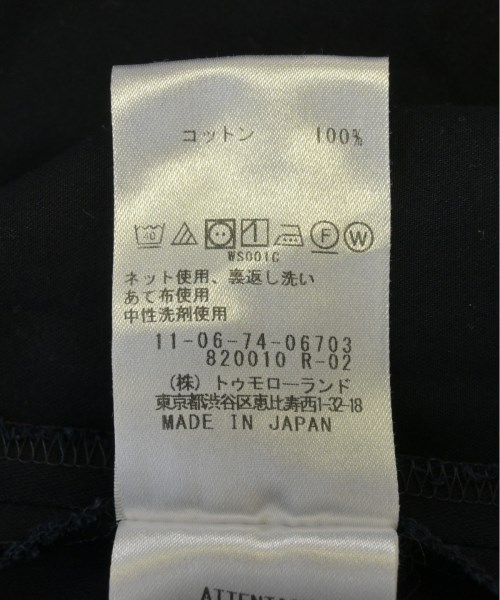 コットン 100%
40 F W
WS001C
ネット使用、裏返し洗い
あて布使用
中性洗剤使用
11-06-74-06703
820010 R-02
（株）トゥモローランド
東京都渋谷区恵比寿西1-32-18
MADE IN JAPAN